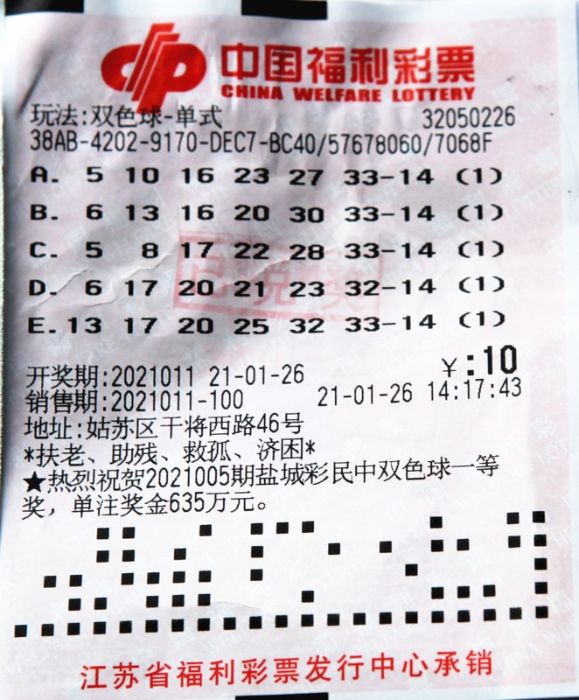 中国福利彩票
CHINA WELFARE LOTTERY
玩法:双色球-单式 32050226
38AB-4202-9170-DEC7-BC40/57678060/7068F
A. 5 10 16 23 27 33-14 (1)
B. 6 13 16 20 30 33-14 (1)
C. 5 8 17 22 28 33-14 (1)
D. 6 17 20 21 23 32-14 (1)
E. 13 17 20 25 32 33-14 (1)
¥:10
开奖期:2021011 21-01-26
销售期:2021011-100 21-01-26 14:17:43
地址:姑苏区干将西路46号
*扶老、助残、救孤、济困*
★热烈祝贺2021005期盐城彩民中双色球一等
奖，单注奖金635万元。
江苏省福利彩票发行中心承销